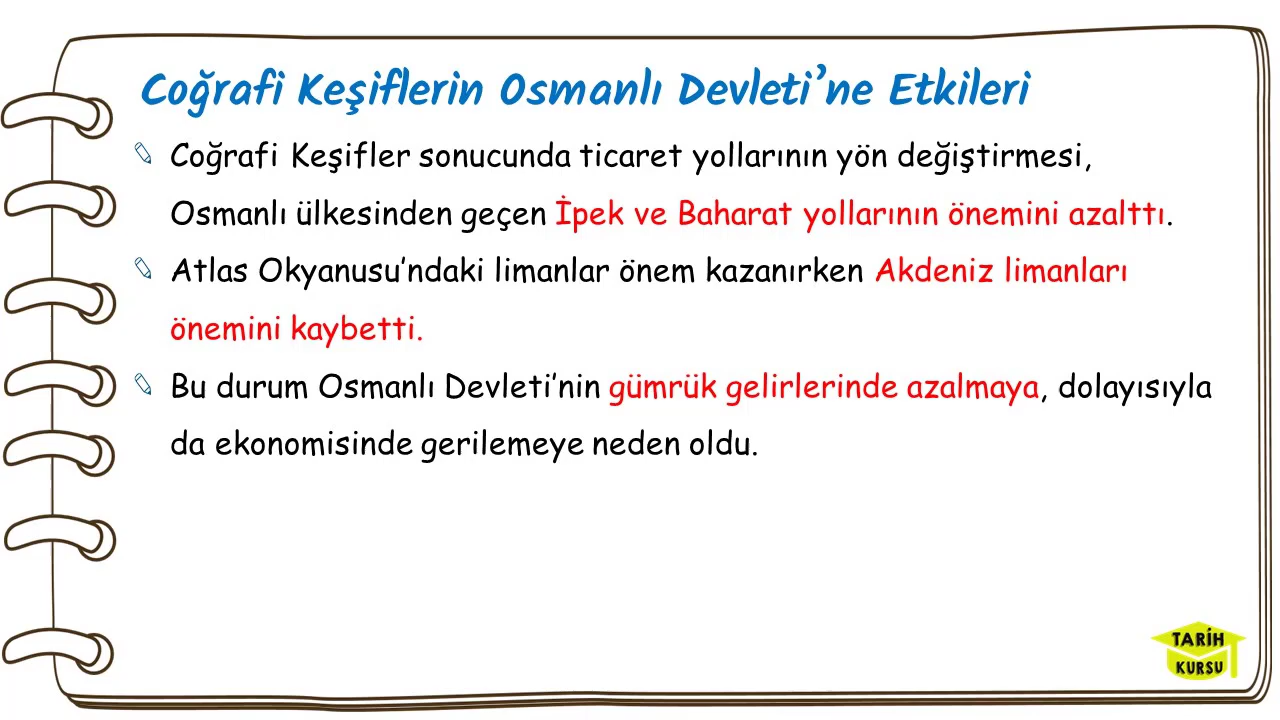 Coğrafi Keşiflerin Osmanlı Devleti’ne Etkileri
Coğrafi Keşifler sonucunda ticaret yollarının yön değiştirmesi,
Osmanlı ülkesinden geçen İpek ve Baharat yollarının önemini azalttı.
Atlas Okyanusu’ndaki limanlar önem kazanırken Akdeniz limanları
önemini kaybetti.
Bu durum Osmanlı Devleti’nin gümrük gelirlerinde azalmaya, dolayısıyla
da ekonomisinde gerilemeye neden oldu.
TARİH
KURSU